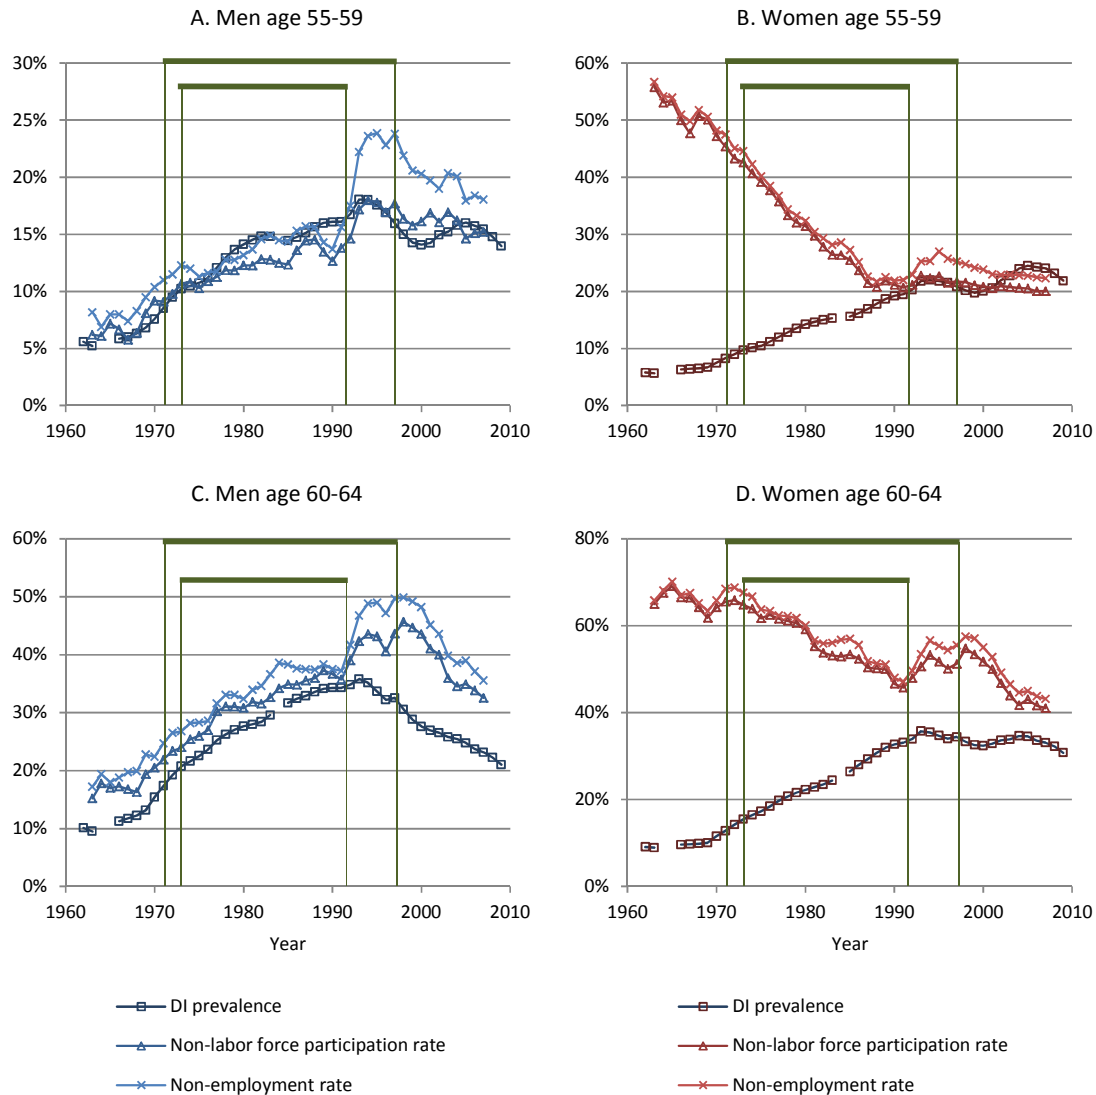 A. Men age 55-59
B. Women age 55-59
30%
25%
20%
15%
10%
5%
0%
1960 1970 1980 1990 2000 2010
60%
50%
40%
30%
20%
10%
0%
1960 1970 1980 1990 2000 2010
C. Men age 60-64
D. Women age 60-64
60%
50%
40%
30%
20%
10%
0%
1960 1970 1980 1990 2000 2010
Year
80%
60%
40%
20%
0%
1960 1970 1980 1990 2000 2010
Year
DI prevalence
Non-labor force participation rate
Non-employment rate
DI prevalence
Non-labor force participation rate
Non-employment rate